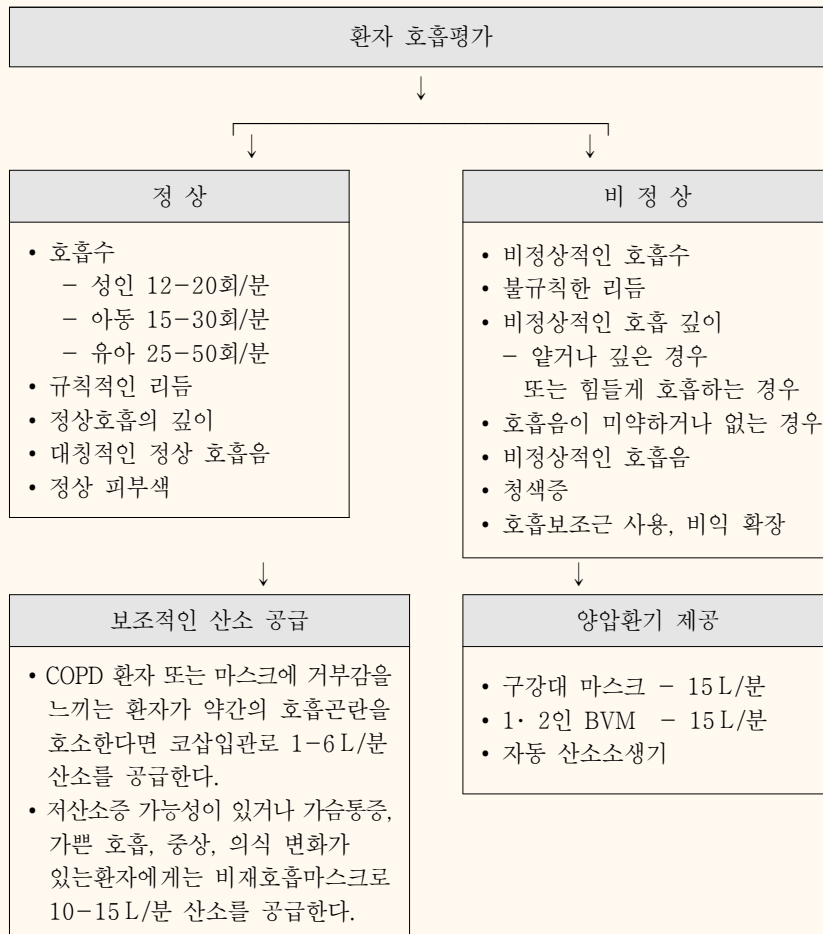 환자 호흡평가
↓
↓
↓
정 상
• 호흡수
− 성인 12−20회/분
− 아동 15−30회/분
− 유아 25−50회/분
• 규칙적인 리듬
• 정상호흡의 깊이
• 대칭적인 정상 호흡음
• 정상 피부색
비 정 상
• 비정상적인 호흡수
• 불규칙한 리듬
• 비정상적인 호흡 깊이
− 얕거나 깊은 경우
또는 힘들게 호흡하는 경우
• 호흡음이 미약하거나 없는 경우
• 비정상적인 호흡음
• 청색증
• 호흡보조근 사용, 비익 확장
↓
↓
보조적인 산소 공급
• COPD 환자 또는 마스크에 거부감을
느끼는 환자가 약간의 호흡곤란을
호소한다면 코삽입관로 1−6 L/분
산소를 공급한다.
• 저산소증 가능성이 있거나 가슴통증,
가쁜 호흡, 중상, 의식 변화가
있는환자에게는 비재호흡마스크로
10−15 L/분 산소를 공급한다.
양압환기 제공
• 구강대 마스크 − 15 L/분
• 1· 2인 BVM − 15 L/분
• 자동 산소소생기